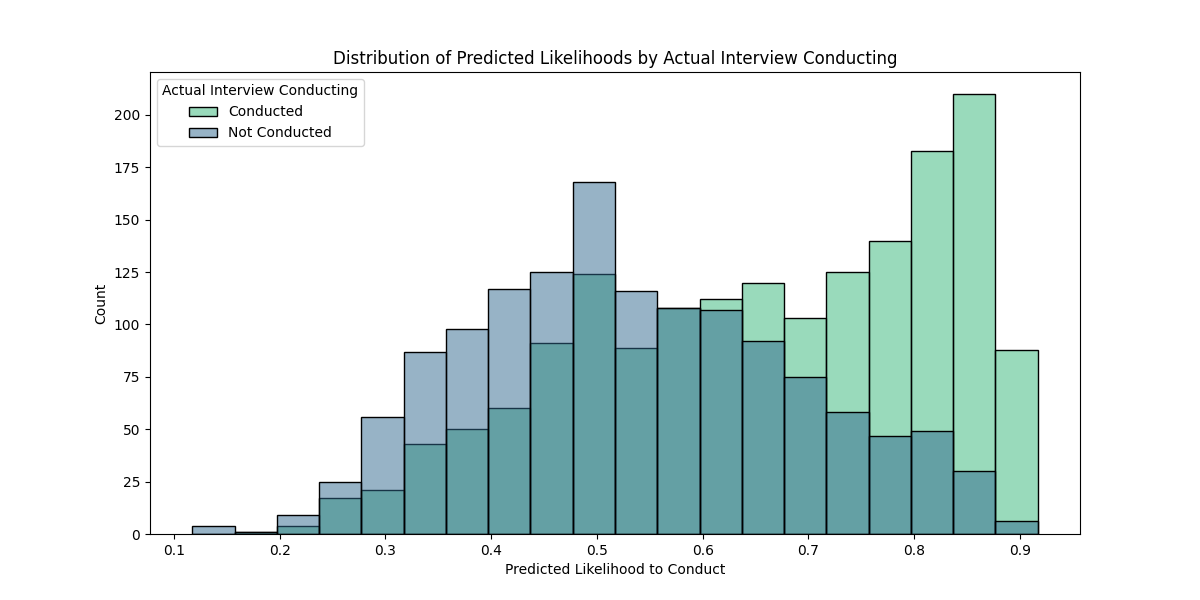 Distribution of Predicted Likelihoods by Actual Interview Conducting
Actual Interview Conducting
Conducted
Not Conducted
200
175
150
125
100
75
50
25
0
Count
0.1 0.2 0.3 0.4 0.5 0.6 0.7 0.8 0.9
Predicted Likelihood to Conduct